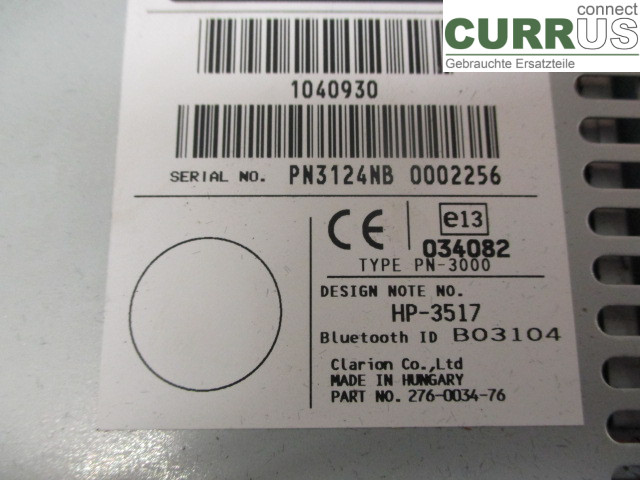 connect
CURRUS
Gebrauchte Ersatzteile
1040930
SERIAL NO. PN3124NB 0002256
CE e13
034082
TYPE PN-3000
DESIGN NOTE NO.
HP-3517
Bluetooth ID B03104
Clarion Co.,Ltd
MADE IN HUNGARY
PART NO. 276-0034-76